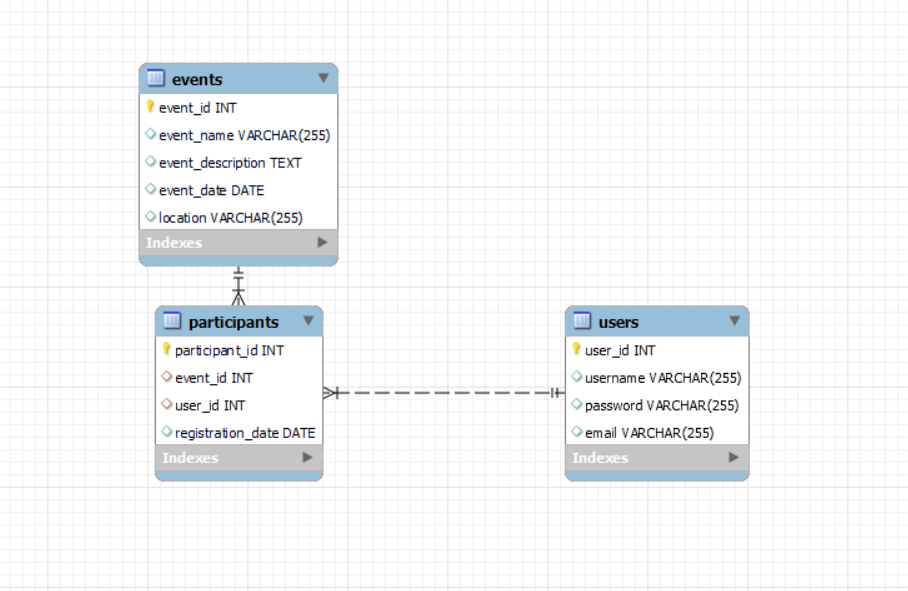 events
event_id INT
event_name VARCHAR(255)
event_description TEXT
event_date DATE
location VARCHAR(255)
Indexes
participants
participant_id INT
event_id INT
user_id INT
registration_date DATE
Indexes
users
user_id INT
username VARCHAR(255)
password VARCHAR(255)
email VARCHAR(255)
Indexes